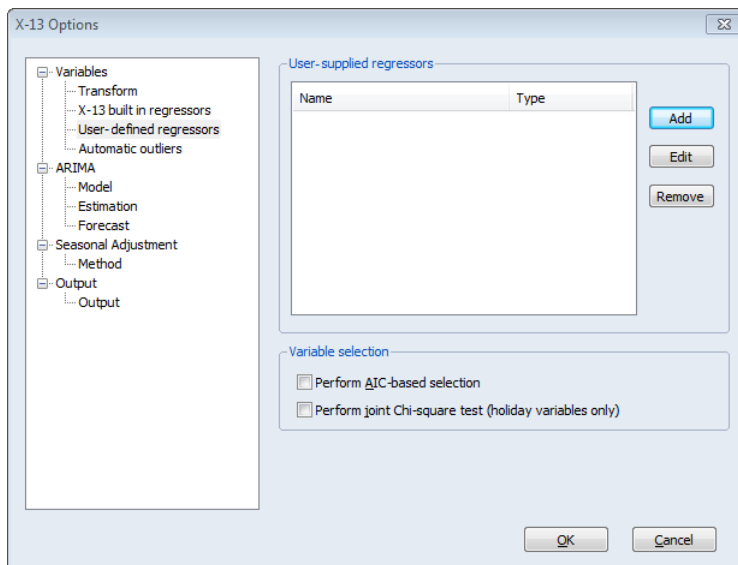 X-13 Options
Variables
Transform
X-13 built in regressors
User-defined regressors
Automatic outliers
ARIMA
Model
Estimation
Forecast
Seasonal Adjustment
Method
Output
Output
User-supplied regressors
Name Type
Add
Edit
Remove
Variable selection
Perform AIC-based selection
Perform joint Chi-square test (holiday variables only)
OK Cancel